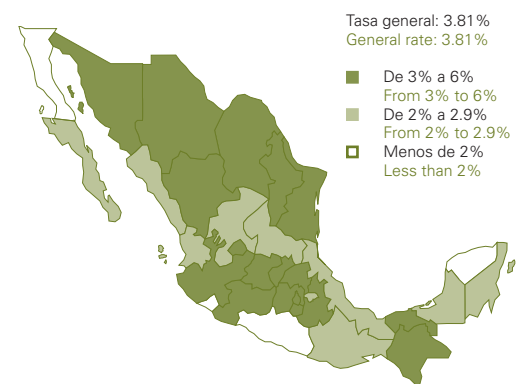 Tasa general: 3.81%
General rate: 3.81%
De 3% a 6%
From 3% to 6%
De 2% a 2.9%
From 2% to 2.9%
Menos de 2%
Less than 2%